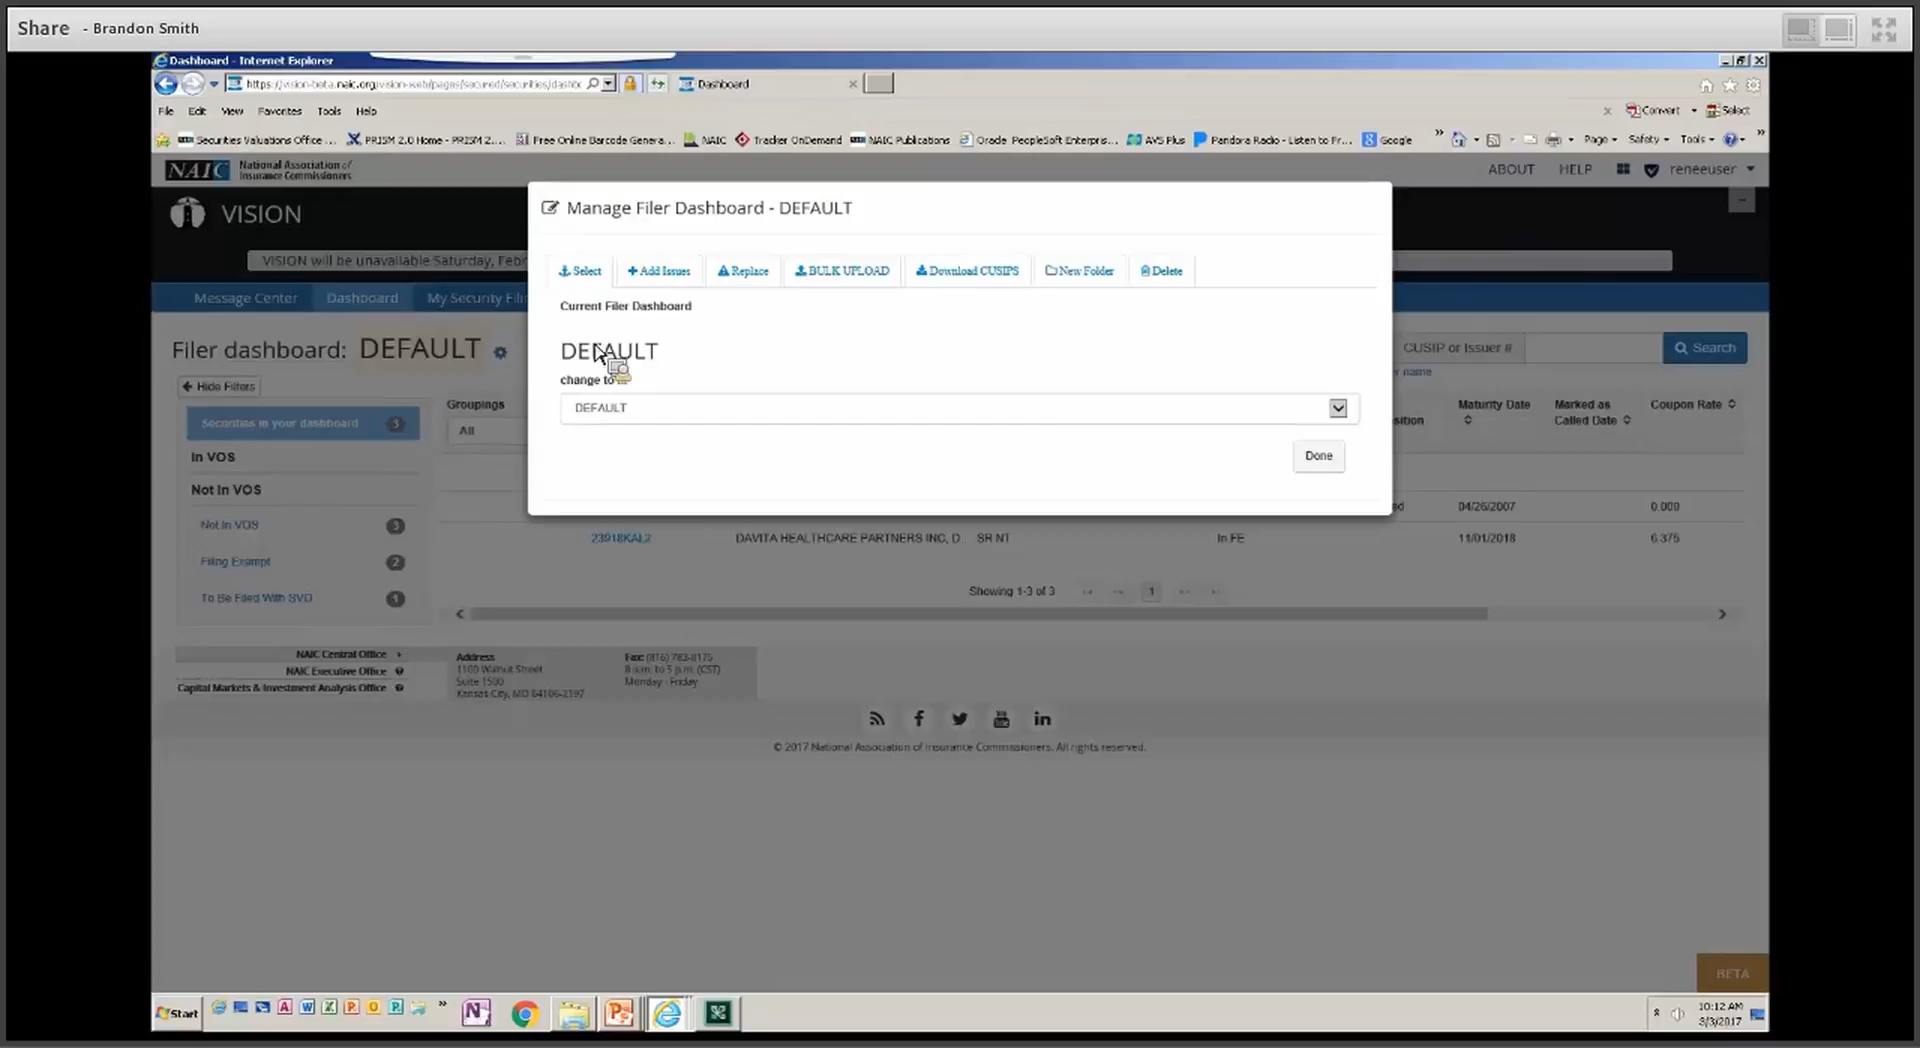 Share - Brandon Smith
Dashboard - Internet Explorer
Dashboard
File Edit View Favorites Tools Help
Convert Select
Securities Valuations Office ... PRISM 2.0 Home - PRISM 2.... Free Online Barcode Genera... NAIC Tracker OnDemand NAIC Publications Oracle PeopleSoft Enterpris... AVS Plus Pandora Radio - Listen to Fr... Google Page Safety Tools
NAIC National Association of
Insurance Commissioners
ABOUT HELP reneeuser
VISION
VISION will be unavailable Saturday, Feb
Message Center Dashboard My Security Fili
Manage Filer Dashboard - DEFAULT
Select Add Issues Replace BULK UPLOAD Download CUSIPS New Folder Delete
Current Filer Dashboard
DEFAULT
change to
DEFAULT
Done
Filer dashboard: DEFAULT
CUSIP or Issuer # Search
name
Hide Filters
Securities in your dashboard 3
In VOS
Not In VOS
Not In VOS 3
Filing Exempt 2
To Be Filed With SVO 1
Groupings
All
sition Maturity Date Marked as Called Date Coupon Rate
ed 04/26/2007 0.000
23918KAL2 DAVITA HEALTHCARE PARTNERS INC, D... SR NT In FE 11/01/2018 6.375
Showing 1-3 of 3 1
NAIC Central Office
NAIC Executive Office
Capital Markets & Investment Analysis Office
Address
1100 Walnut Street
Suite 1500
Kansas City, MO 64106-2197
Fax: (816) 783-8175
8 a.m. to 5 p.m. (CST)
Monday - Friday
© 2017 National Association of Insurance Commissioners. All rights reserved.
BETA
Start
10:12 AM
3/3/2017